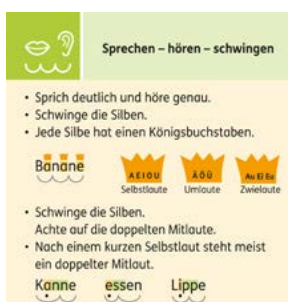 Sprechen – hören – schwingen
• Sprich deutlich und höre genau.
• Schwinge die Silben.
• Jede Silbe hat einen Königsbuchstaben.
Banane
A E I O U
Ä Ö Ü
Au Ei Eu
Selbstlaute
Umlaute
Zwielaute
• Schwinge die Silben.
Achte auf die doppelten Mitlaute.
• Nach einem kurzen Selbstlaut steht meist
ein doppelter Mitlaut.
Kanne essen Lippe